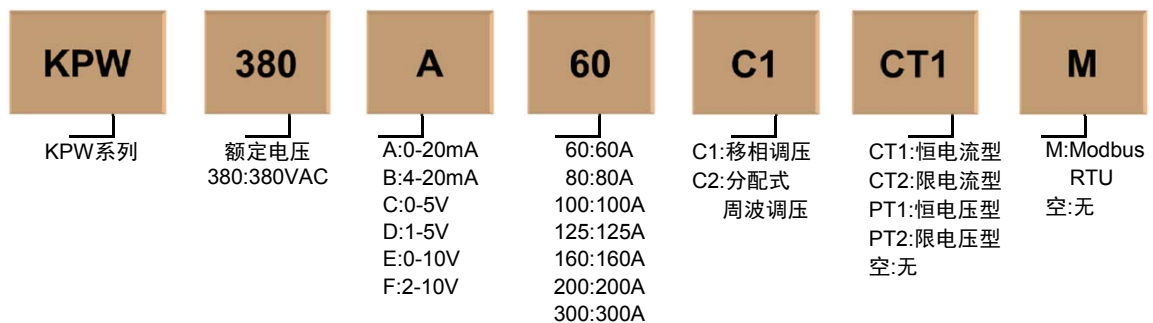 KPW 380 A 60 C1 CT1 M
KPW系列
额定电压
380:380VAC
A:0-20mA
B:4-20mA
C:0-5V
D:1-5V
E:0-10V
F:2-10V
60:60A
80:80A
100:100A
125:125A
160:160A
200:200A
300:300A
C1:移相调压
C2:分配式
周波调压
CT1:恒电流型
CT2:限电流型
PT1:恒电压型
PT2:限电压型
空:无
M:Modbus
RTU
空:无